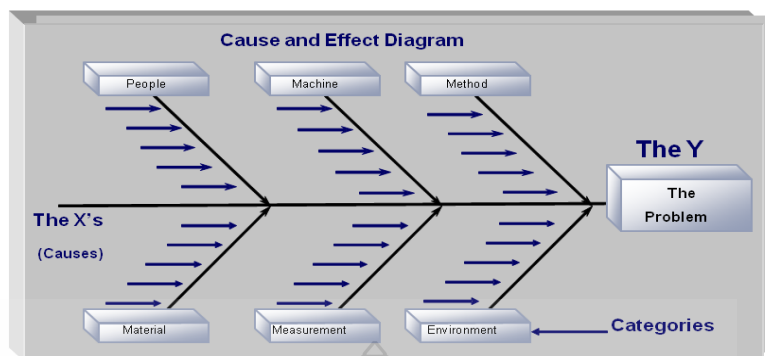 Cause and Effect Diagram
People
Machine
Method
The Y
The
Problem
The X's
(Causes)
Material
Measurement
Environment
Categories